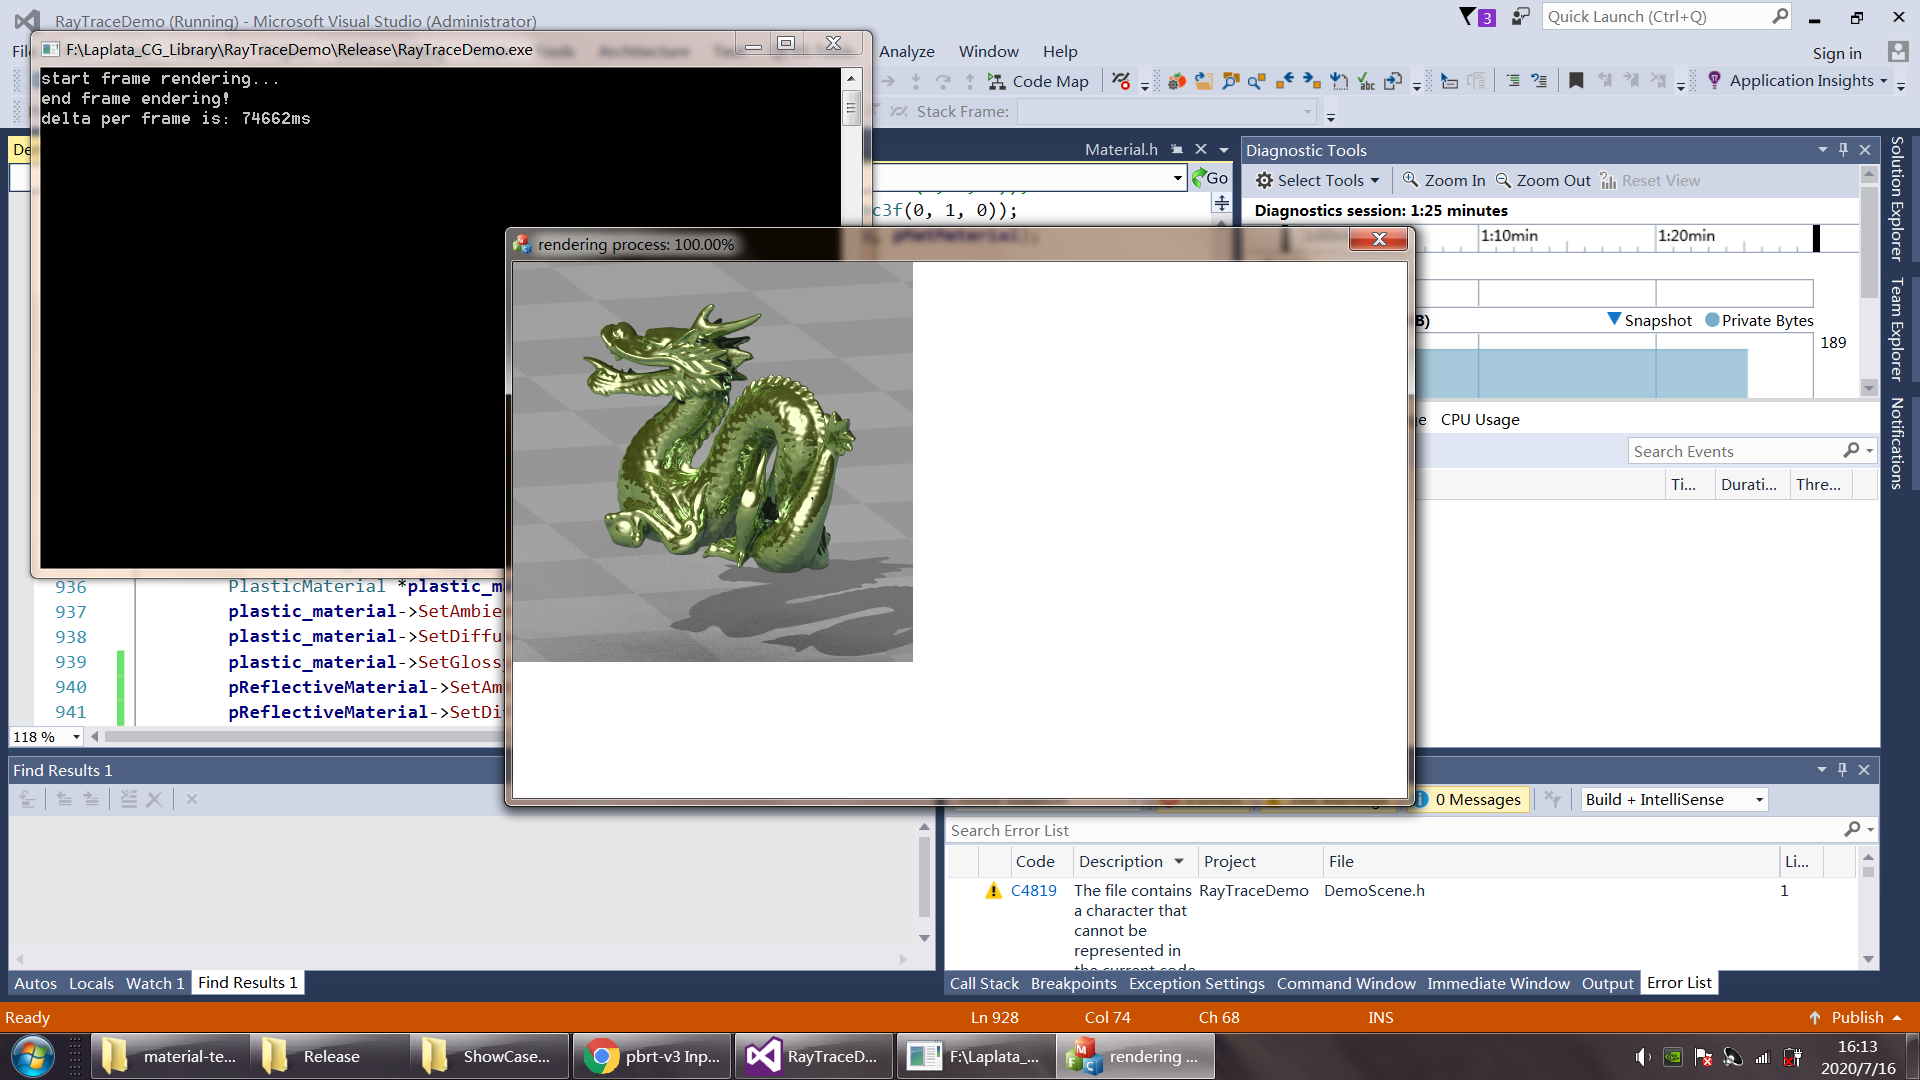 RayTraceDemo (Running) - Microsoft Visual Studio (Administrator)
3
Quick Launch (Ctrl+Q)
Analyze
Window
Help
Sign in
Code Map
Application Insights
Stack Frame:
F:\Laplata_CG_Library\RayTraceDemo\Release\RayTraceDemo.exe
start frame rendering...
end frame endering!
delta per frame is: 74662ms
Material.h
Go
c3f(0, 1, 0));
rendering process: 100.00%
936 PlasticMaterial *plastic_m
937 plastic_material->SetAmbie
938 plastic_material->SetDiffu
939 plastic_material->SetGloss
940 pReflectiveMaterial->SetAm
941 pReflectiveMaterial->SetDi
118 %
Diagnostic Tools
Select Tools
Zoom In
Zoom Out
Reset View
Diagnostics session: 1:25 minutes
1:10min
1:20min
B)
Snapshot
Private Bytes
189
ge
CPU Usage
Search Events
Ti...
Durati...
Thre...
Solution Explorer
Team Explorer
Notifications
Find Results 1
0 Messages
Build + IntelliSense
Search Error List
Code
Description
Project
File
Li...
C4819
The file contains
a character that
cannot be
represented in
the current code
RayTraceDemo
DemoScene.h
1
Autos
Locals
Watch 1
Find Results 1
Call Stack
Breakpoints
Exception Settings
Command Window
Immediate Window
Output
Error List
Ready
Ln 928
Col 74
Ch 68
INS
Publish
material-te...
Release
ShowCase...
pbrt-v3 Inp...
RayTraceD...
F:\Laplata_...
rendering ...
16:13
2020/7/16